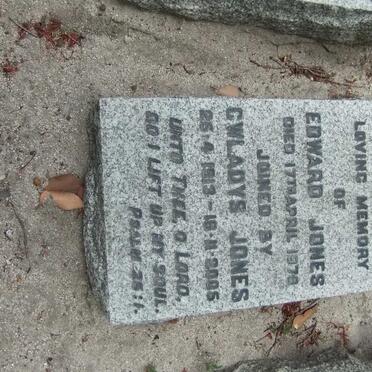 LOVING MEMORY
OF
EDWARD JONES
DIED 17TH APRIL 1978
JOINED BY
GWLADYS JONES
25·4·1913 – 16·11·2005
UNTO THEE, O LORD,
DO I LIFT UP MY SOUL.
PSALM 25:1.